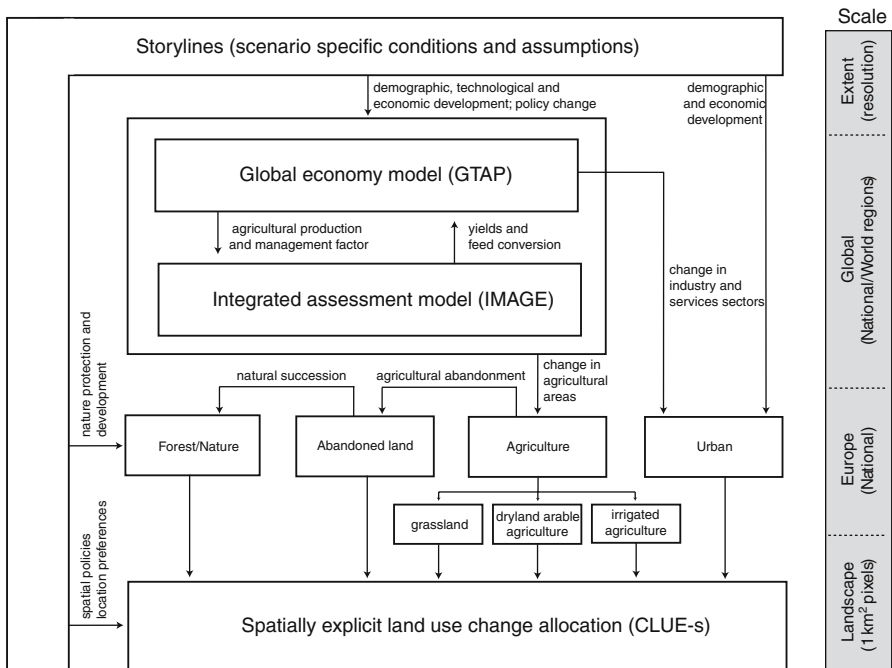 Scale
Storylines (scenario specific conditions and assumptions)
Extent
(resolution)
demographic, technological and
economic development; policy change
demographic
and economic
development
Global economy model (GTAP)
agricultural production
and management factor
yields and
feed conversion
change in
industry and
services sectors
Global
(National/World regions)
Integrated assessment model (IMAGE)
nature protection and
development
natural succession
agricultural abandonment
change in
agricultural
areas
Forest/Nature
Abandoned land
Agriculture
Urban
Europe
(National)
grassland
dryland arable
agriculture
irrigated
agriculture
spatial policies
location preferences
Spatially explicit land use change allocation (CLUE-s)
Landscape
(1 km² pixels)